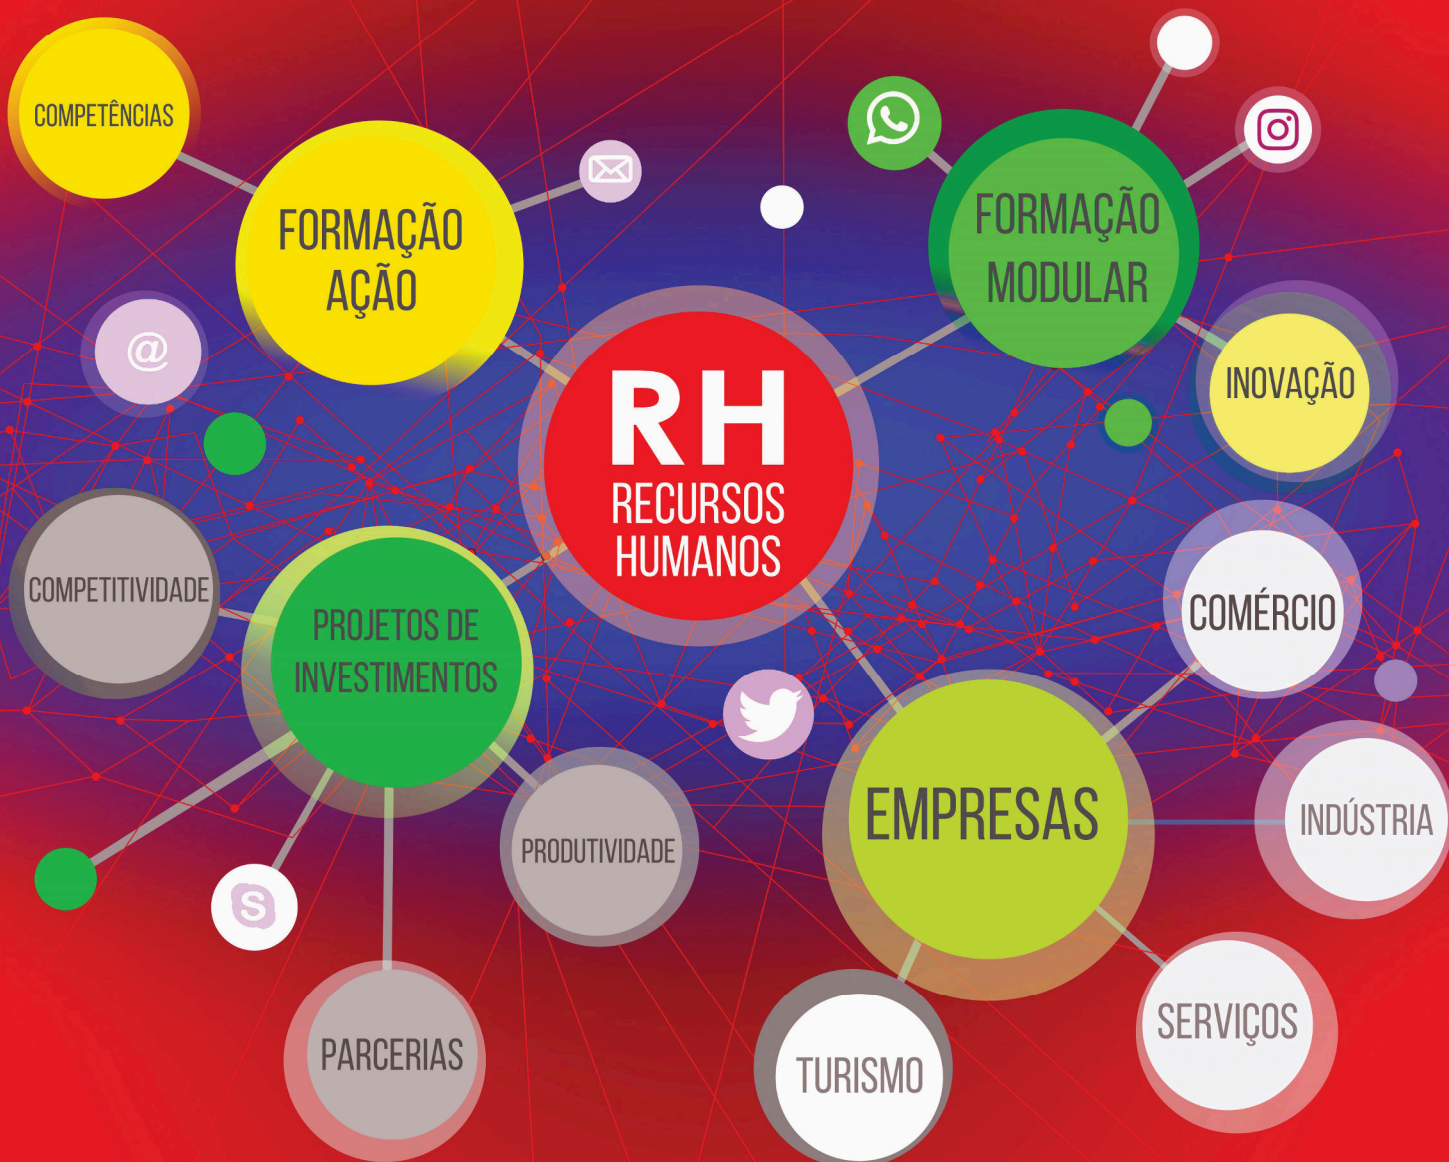 COMPETÊNCIAS
FORMAÇÃO
AÇÃO
@
FORMAÇÃO
MODULAR
INOVAÇÃO
RH
RECURSOS
HUMANOS
COMPETITIVIDADE
PROJETOS DE
INVESTIMENTOS
COMÉRCIO
EMPRESAS
INDÚSTRIA
PRODUTIVIDADE
S
PARCERIAS
TURISMO
SERVIÇOS